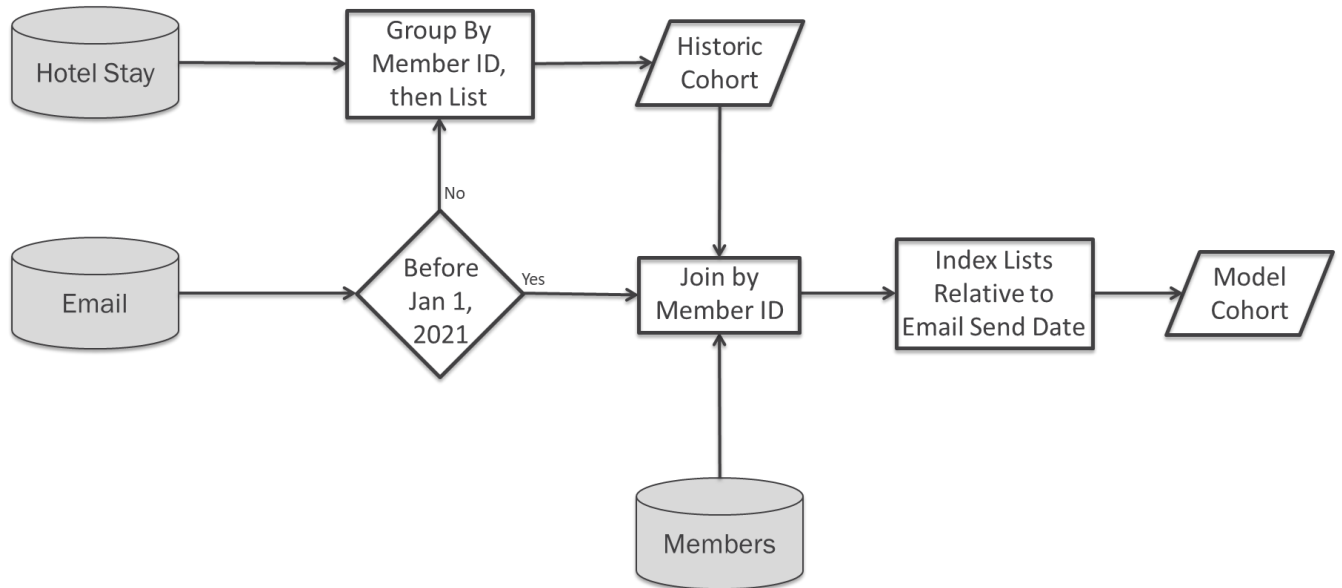 Hotel Stay
Group By
Member ID,
then List
Historic
Cohort
No
Email
Before
Jan 1,
2021
Yes
Join by
Member ID
Index Lists
Relative to
Email Send Date
Model
Cohort
Members